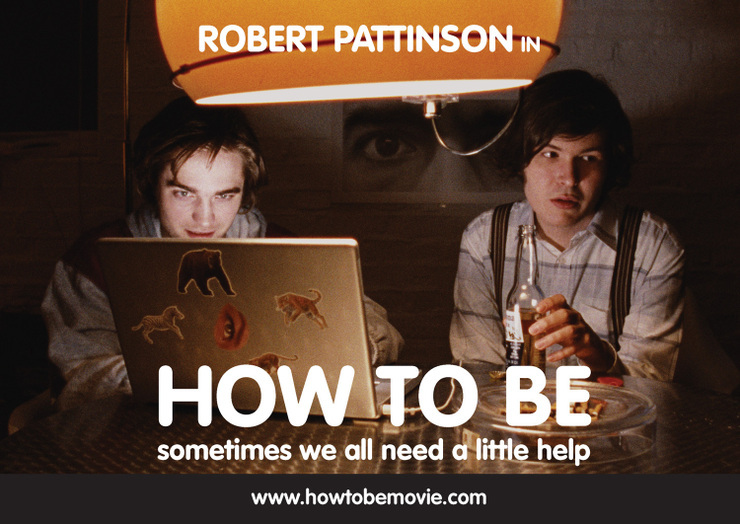 ROBERT PATTINSON IN
HOW TO BE
sometimes we all need a little help
www.howtobemovie.com